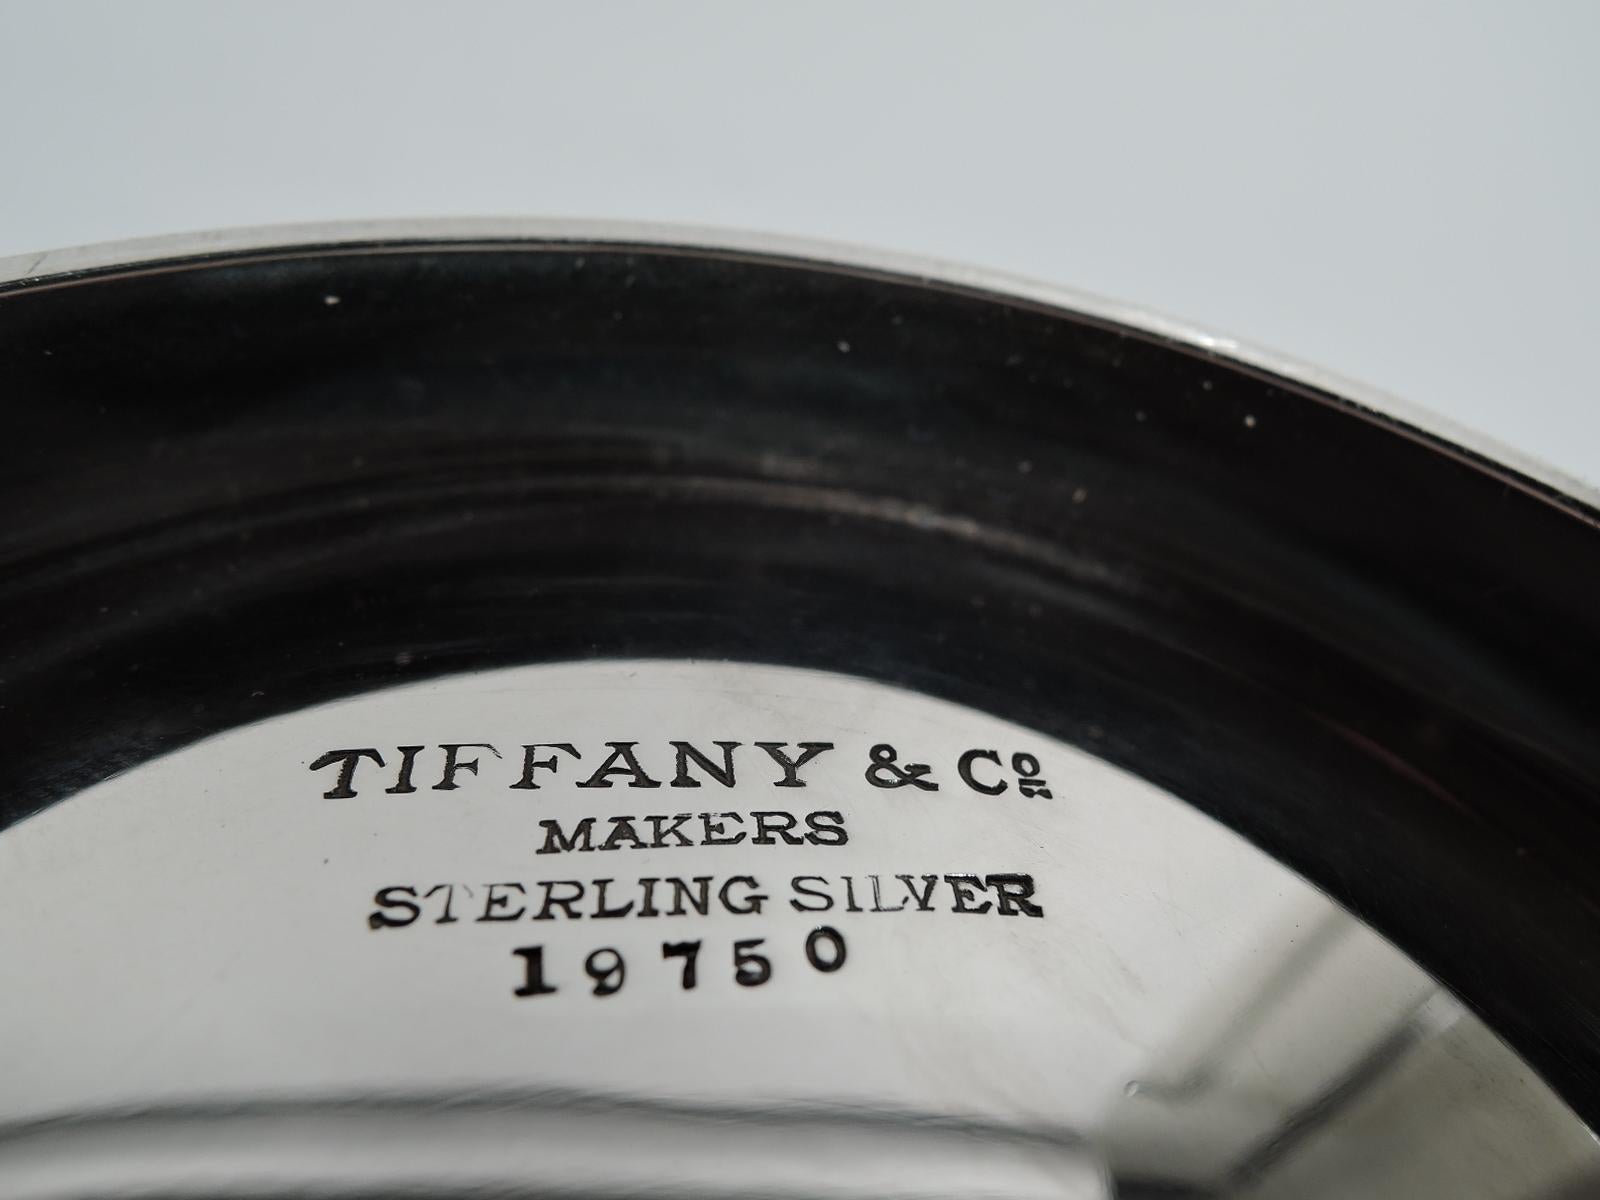 TIFFANY & Cº
MAKERS
STERLING SILVER
19750